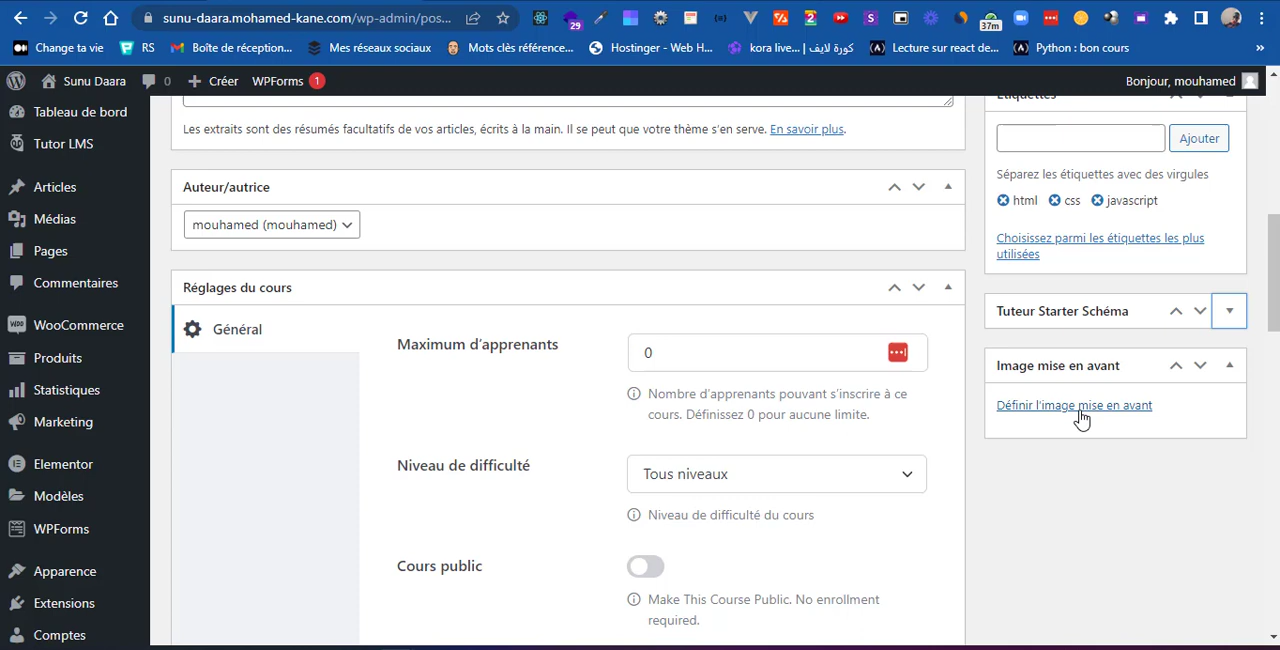 sunu-daara.mohamed-kane.com/wp-admin/pos...
29
2
S
37m
Change ta vie
RS
Boîte de réception...
Mes réseaux sociaux
Mots clés référence...
Hostinger - Web H...
kora live... | كورة لايف
Lecture sur react de...
Python : bon cours
»
Sunu Daara
0
Créer
WPForms 1
Bonjour, mouhamed
Tableau de bord
Tutor LMS
Articles
Médias
Pages
Commentaires
WooCommerce
Produits
Statistiques
Marketing
Elementor
Modèles
WPForms
Apparence
Extensions
Comptes
Les extraits sont des résumés facultatifs de vos articles, écrits à la main. Il se peut que votre thème s'en serve. En savoir plus.
Auteur/autrice
mouhamed (mouhamed)
Réglages du cours
Général
Maximum d'apprenants
0
Nombre d'apprenants pouvant s'inscrire à ce
cours. Définissez 0 pour aucune limite.
Niveau de difficulté
Tous niveaux
Niveau de difficulté du cours
Cours public
Make This Course Public. No enrollment
required.
Étiquettes
Ajouter
Séparez les étiquettes avec des virgules
html
css
javascript
Choisissez parmi les étiquettes les plus
utilisées
Tuteur Starter Schéma
Image mise en avant
Définir l'image mise en avant